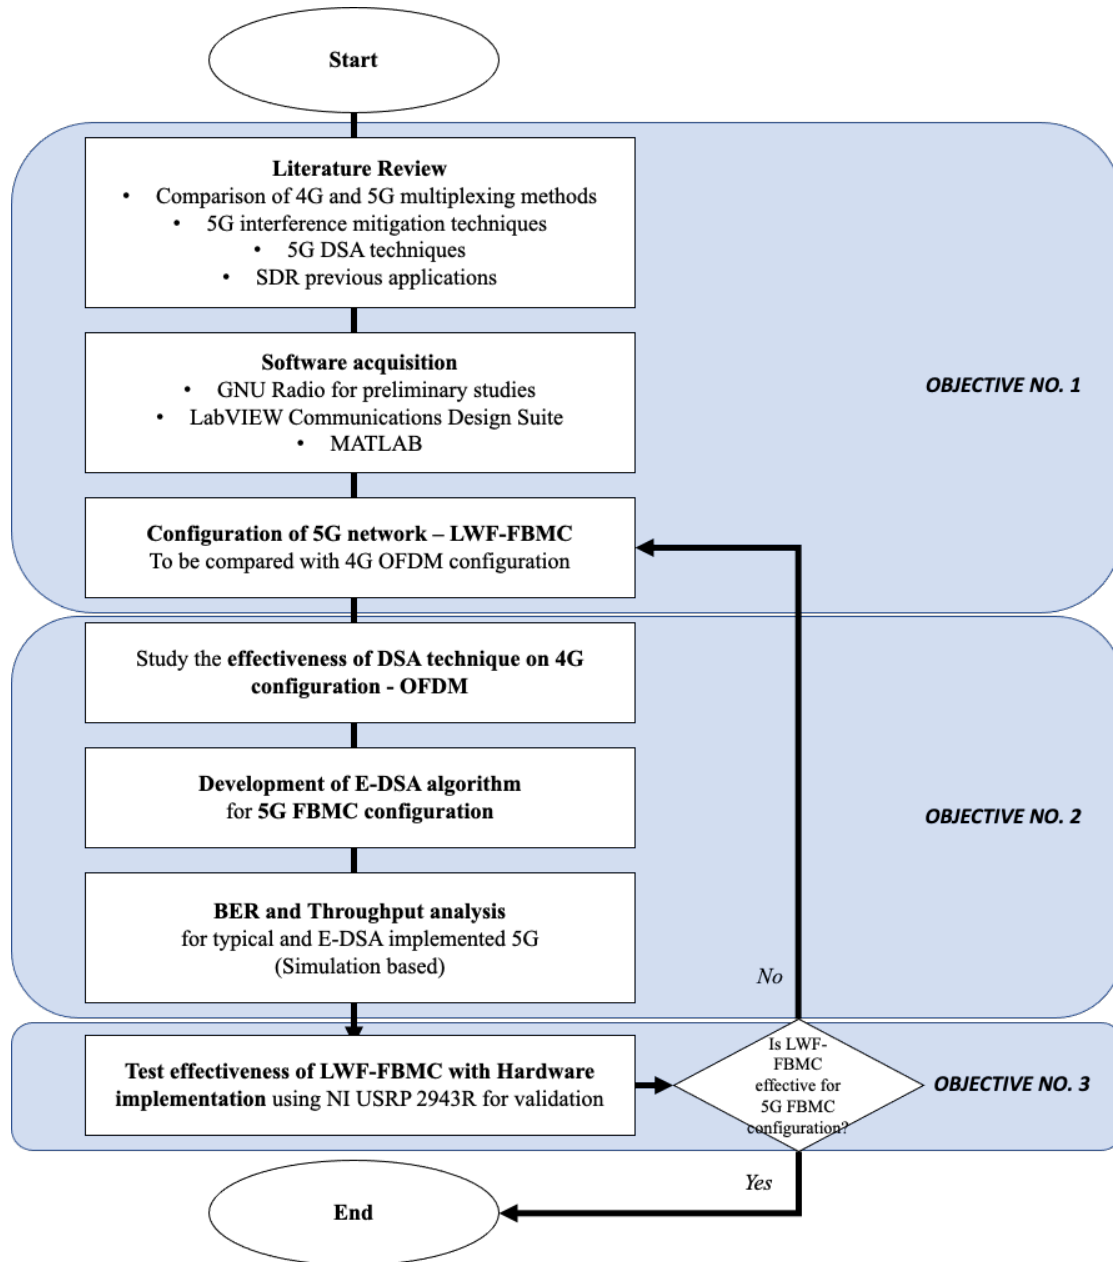 Start
Literature Review
• Comparison of 4G and 5G multiplexing methods
• 5G interference mitigation techniques
• 5G DSA techniques
• SDR previous applications
Software acquisition
• GNU Radio for preliminary studies
• LabVIEW Communications Design Suite
• MATLAB
OBJECTIVE NO. 1
Configuration of 5G network – LWF-FBMC
To be compared with 4G OFDM configuration
Study the effectiveness of DSA technique on 4G
configuration - OFDM
Development of E-DSA algorithm
for 5G FBMC configuration
OBJECTIVE NO. 2
BER and Throughput analysis
for typical and E-DSA implemented 5G
(Simulation based)
No
Test effectiveness of LWF-FBMC with Hardware
implementation using NI USRP 2943R for validation
Is LWF-
FBMC
effective for
5G FBMC
configuration?
OBJECTIVE NO. 3
Yes
End